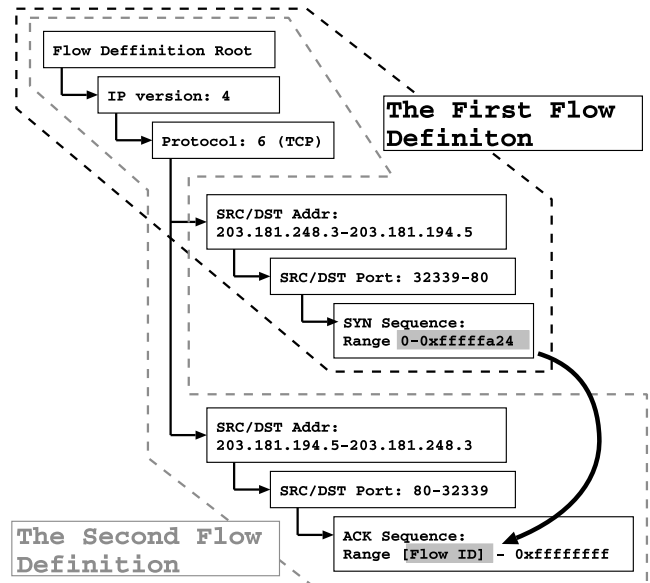 Flow Deffinition Root
IP version: 4
Protocol: 6 (TCP)
The First Flow
Definiton
SRC/DST Addr:
203.181.248.3-203.181.194.5
SRC/DST Port: 32339-80
SYN Sequence:
Range 0-0xfffffa24
SRC/DST Addr:
203.181.194.5-203.181.248.3
SRC/DST Port: 80-32339
ACK Sequence:
Range [Flow ID] - 0xffffffff
The Second Flow
Definition